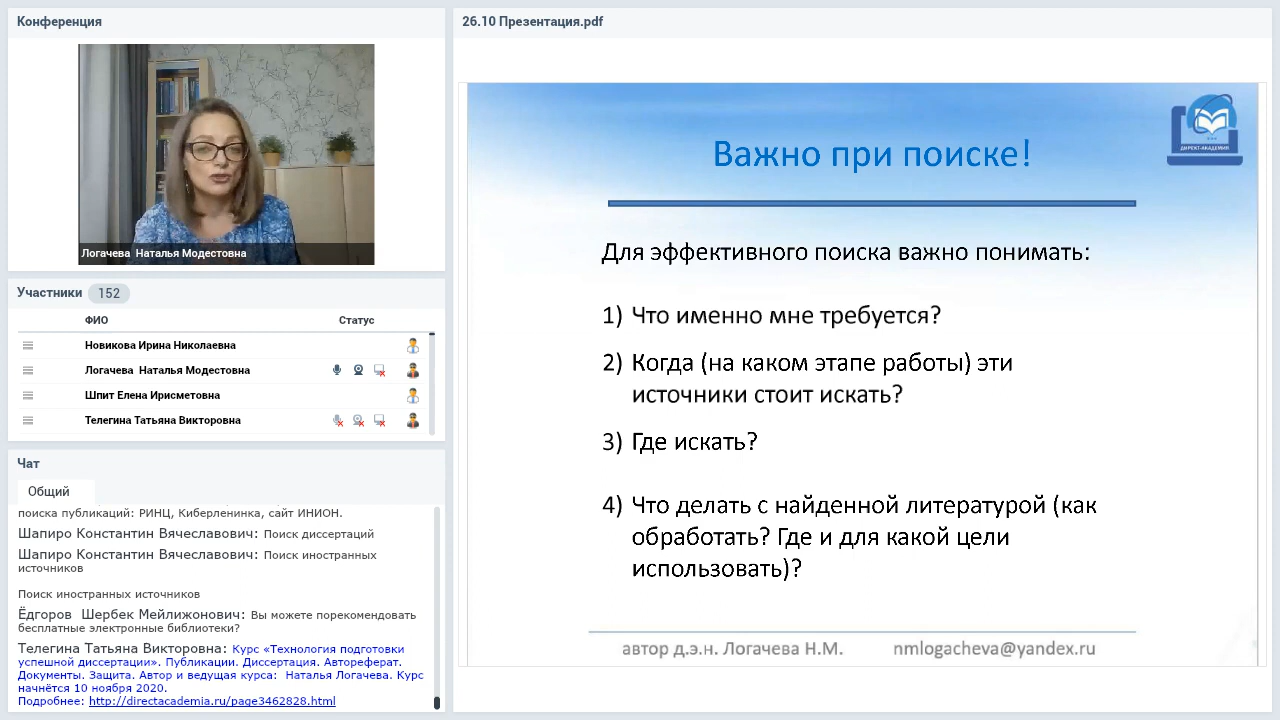 Конференция
Логачева  Наталья Модестовна
Участники 152
ФИО Статус
Новикова Ирина Николаевна
Логачева  Наталья Модестовна
Шпит Елена Ирисметовна
Телегина Татьяна Викторовна
Чат
Общий
поиска публикаций: РИНЦ, Киберленинка, сайт ИНИОН.
Шапиро Константин Вячеславович: Поиск диссертаций
Шапиро Константин Вячеславович: Поиск иностранных
источников
Поиск иностранных источников
Ёдгоров  Шербек Мейлижонович: Вы можете порекомендовать
бесплатные электронные библиотеки?
Телегина Татьяна Викторовна: Курс «Технология подготовки
успешной диссертации». Публикации. Диссертация. Автореферат.
Документы. Защита. Автор и ведущая курса:  Наталья Логачева. Курс
начнётся 10 ноября 2020.
Подробнее: http://directacademia.ru/page3462828.html
26.10 Презентация.pdf
ДИРЕКТ-АКАДЕМИЯ
Важно при поиске!
Для эффективного поиска важно понимать:
1) Что именно мне требуется?
2) Когда (на каком этапе работы) эти
источники стоит искать?
3) Где искать?
4) Что делать с найденной литературой (как
обработать? Где и для какой цели
использовать)?
автор д.э.н. Логачева Н.М. nmlogacheva@yandex.ru